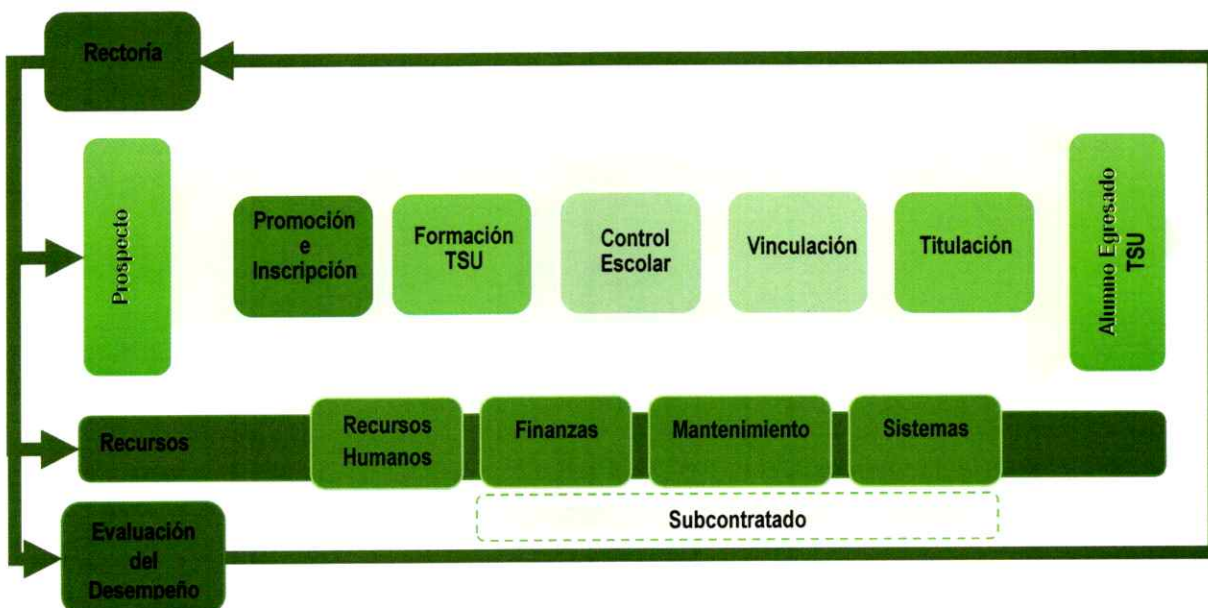 Rectoría
Prospecto
Promoción
e
Inscripción
Formación
TSU
Control
Escolar
Vinculación
Titulación
Alumno Egresado
TSU
Recursos
Recursos
Humanos
Finanzas
Mantenimiento
Sistemas
Subcontratado
Evaluación
del
Desempeño